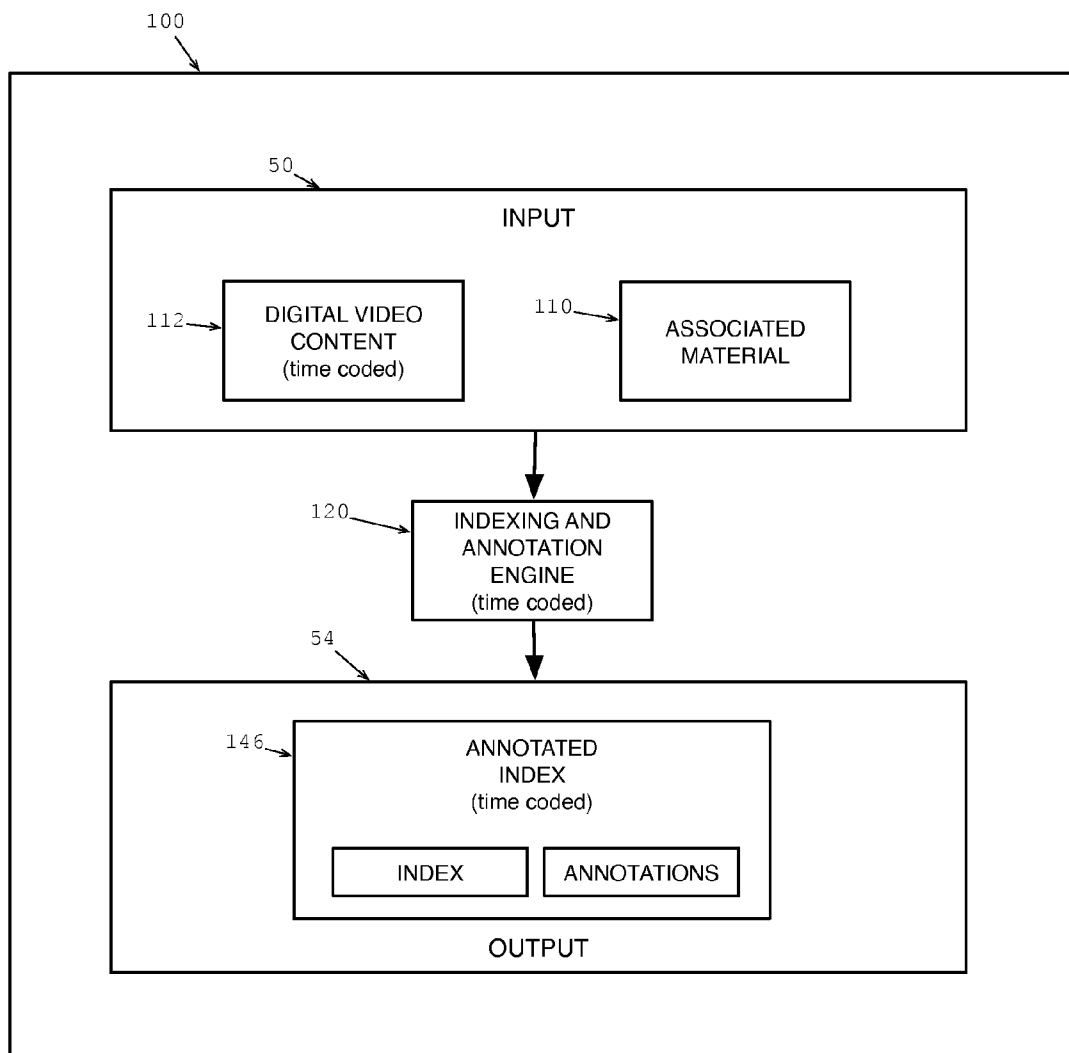 100
50
INPUT
112
DIGITAL VIDEO
CONTENT
(time coded)
110
ASSOCIATED
MATERIAL
120
INDEXING AND
ANNOTATION
ENGINE
(time coded)
54
146
ANNOTATED
INDEX
(time coded)
INDEX
ANNOTATIONS
OUTPUT